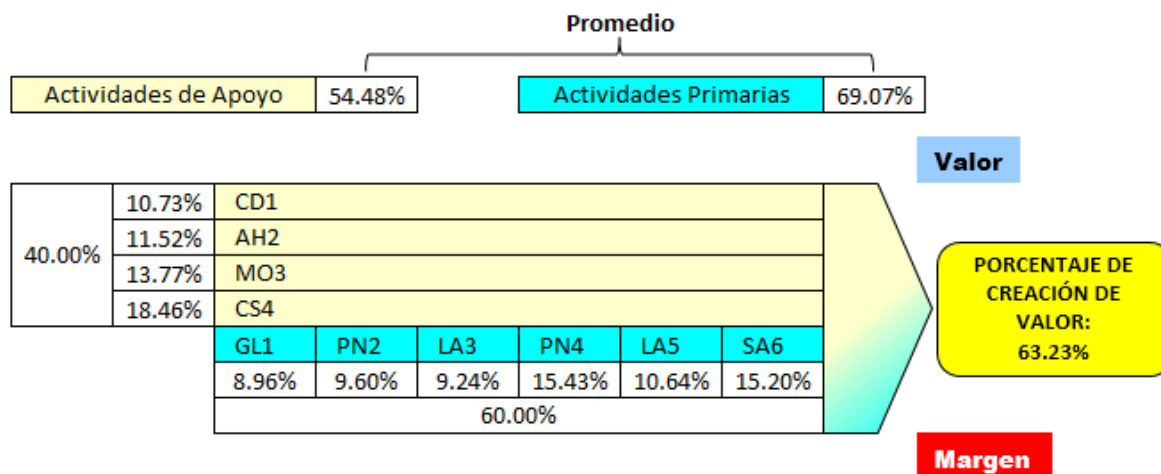 Promedio
Actividades de Apoyo 54.48% Actividades Primarias 69.07%
Valor
40.00%
10.73% CD1
11.52% AH2
13.77% MO3
18.46% CS4
GL1 PN2 LA3 PN4 LA5 SA6
8.96% 9.60% 9.24% 15.43% 10.64% 15.20%
60.00%
PORCENTAJE DE
CREACIÓN DE
VALOR:
63.23%
Margen